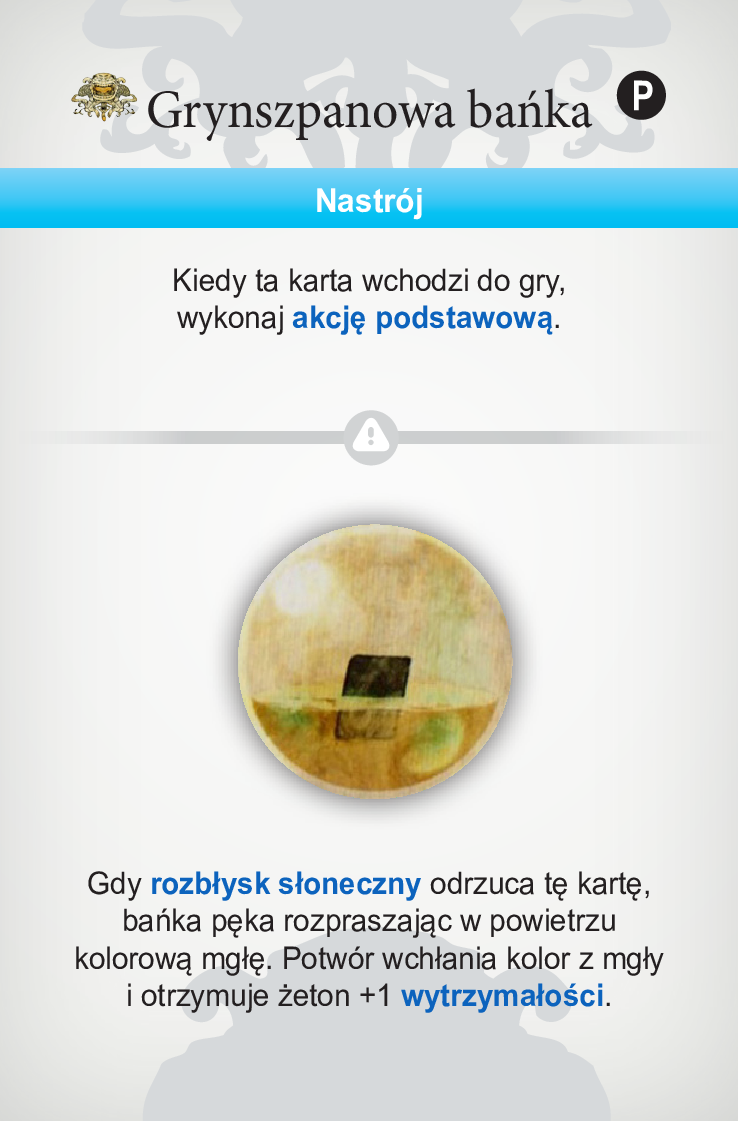 Grynszpanowa bańka P
Nastrój
Kiedy ta karta wchodzi do gry,
wykonaj akcję podstawową.
Gdy rozbłysk słoneczny odrzuca tę kartę,
bańka pęka rozpraszając w powietrzu
kolorową mgłę. Potwór wchłania kolor z mgły
i otrzymuje żeton +1 wytrzymałości.